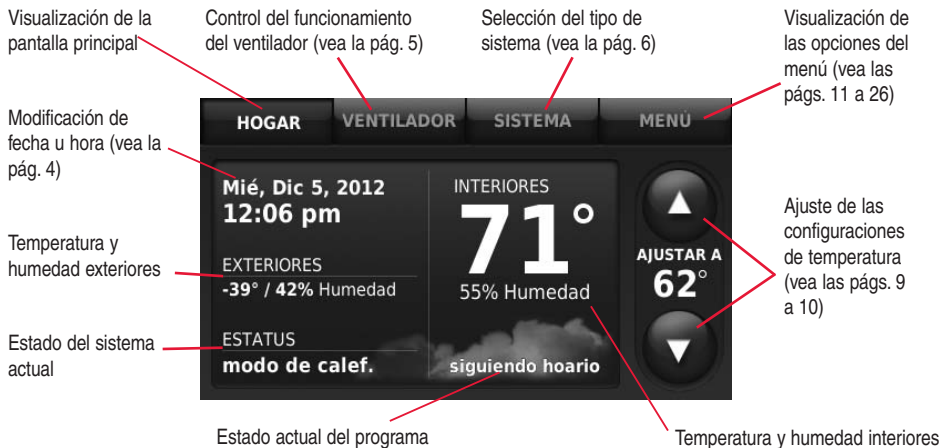 Visualización de la
pantalla principal
Control del funcionamiento
del ventilador (vea la pág. 5)
Selección del tipo de
sistema (vea la pág. 6)
Visualización de
las opciones del
menú (vea las
págs. 11 a 26)
Modificación de
fecha u hora (vea la
pág. 4)
Temperatura y
humedad exteriores
Estado del sistema
actual
HOGAR VENTILADOR SISTEMA MENÚ
Mié, Dic 5, 2012
12:06 pm
EXTERIORES
-39° / 42% Humedad
ESTATUS
modo de calef.
INTERIORES
71°
55% Humedad
siguiendo hoario
AJUSTAR A
62°
Ajuste de las
configuraciones
de temperatura
(vea las págs. 9
a 10)
Estado actual del programa
Temperatura y humedad interiores